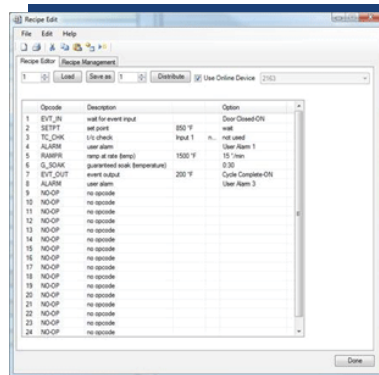 Recipe Edit
File Edit Help
Recipe Editor Recipe Management
1 Load Save as 1 Distribute Use Online Device 2163
Opcode Description Option
1 EVT_IN wait for event input Door Closed-ON
2 SETPT set point 850 °F wait
3 TC_CHK t/c check Input 1 n... not used
4 ALARM user alarm User Alarm 1
5 RAMPR ramp at rate (temp) 1500 °F 15 °/min
6 G_SOAK guaranteed soak (temperature) 0:30
7 EVT_OUT event output 200 °F Cycle Complete-ON
8 ALARM user alarm User Alarm 3
9 NO-OP no opcode
10 NO-OP no opcode
11 NO-OP no opcode
12 NO-OP no opcode
13 NO-OP no opcode
14 NO-OP no opcode
15 NO-OP no opcode
16 NO-OP no opcode
17 NO-OP no opcode
18 NO-OP no opcode
19 NO-OP no opcode
20 NO-OP no opcode
21 NO-OP no opcode
22 NO-OP no opcode
23 NO-OP no opcode
24 NO-OP no opcode
Done